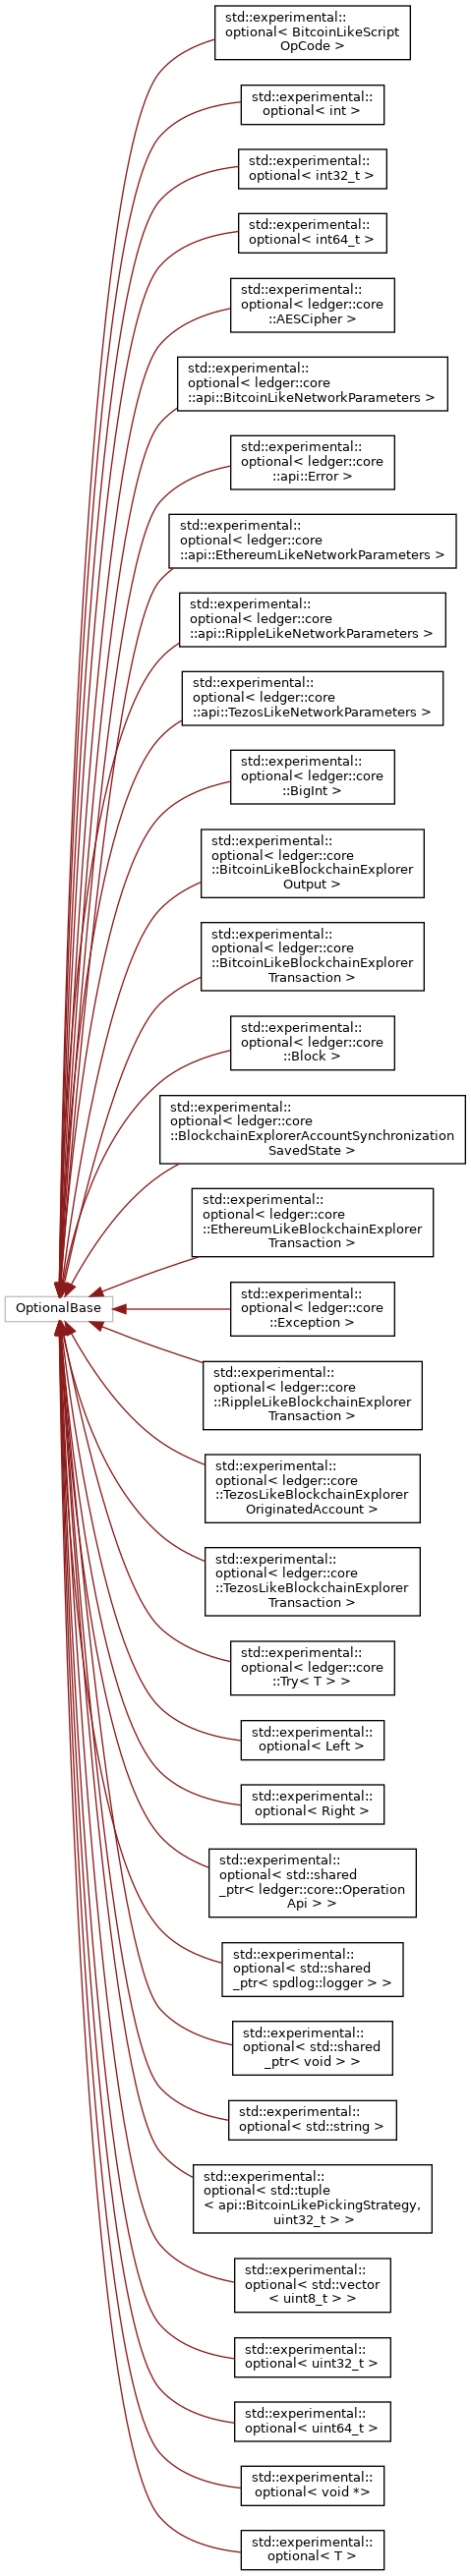 std::experimental::
optional< BitcoinLikeScript
OpCode >
std::experimental::
optional< int >
std::experimental::
optional< int32_t >
std::experimental::
optional< int64_t >
std::experimental::
optional< ledger::core
::AESCipher >
std::experimental::
optional< ledger::core
::api::BitcoinLikeNetworkParameters >
std::experimental::
optional< ledger::core
::api::Error >
std::experimental::
optional< ledger::core
::api::EthereumLikeNetworkParameters >
std::experimental::
optional< ledger::core
::api::RippleLikeNetworkParameters >
std::experimental::
optional< ledger::core
::api::TezosLikeNetworkParameters >
std::experimental::
optional< ledger::core
::BigInt >
std::experimental::
optional< ledger::core
::BitcoinLikeBlockchainExplorer
Output >
std::experimental::
optional< ledger::core
::BitcoinLikeBlockchainExplorer
Transaction >
std::experimental::
optional< ledger::core
::Block >
std::experimental::
optional< ledger::core
::BlockchainExplorerAccountSynchronization
SavedState >
std::experimental::
optional< ledger::core
::EthereumLikeBlockchainExplorer
Transaction >
OptionalBase
std::experimental::
optional< ledger::core
::Exception >
std::experimental::
optional< ledger::core
::RippleLikeBlockchainExplorer
Transaction >
std::experimental::
optional< ledger::core
::TezosLikeBlockchainExplorer
OriginatedAccount >
std::experimental::
optional< ledger::core
::TezosLikeBlockchainExplorer
Transaction >
std::experimental::
optional< ledger::core
::Try< T > >
std::experimental::
optional< Left >
std::experimental::
optional< Right >
std::experimental::
optional< std::shared
_ptr< ledger::core::Operation
Api > >
std::experimental::
optional< std::shared
_ptr< spdlog::logger > >
std::experimental::
optional< std::shared
_ptr< void > >
std::experimental::
optional< std::string >
std::experimental::
optional< std::tuple
< api::BitcoinLikePickingStrategy,
uint32_t > >
std::experimental::
optional< std::vector
< uint8_t > >
std::experimental::
optional< uint32_t >
std::experimental::
optional< uint64_t >
std::experimental::
optional< void *>
std::experimental::
optional< T >